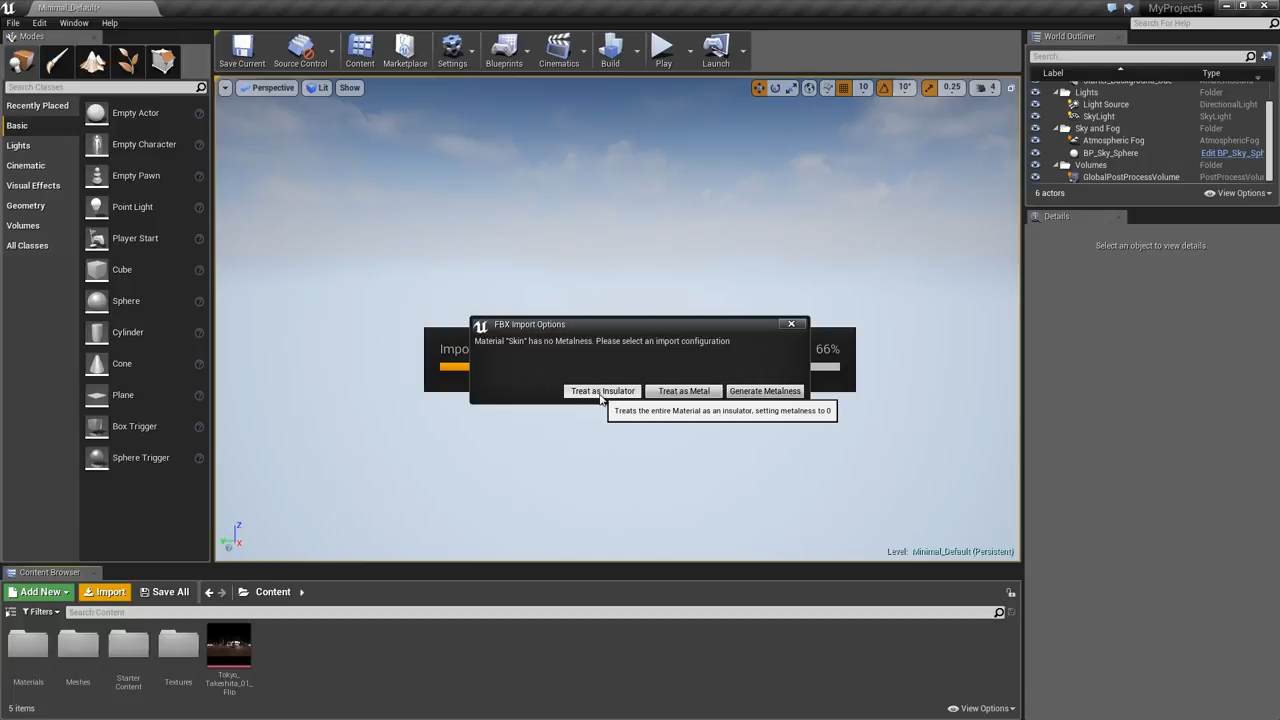 Minimal_Default*
MyProject5
File Edit Window Help
Search For Help
Modes
Search Classes
Recently Placed
Basic
Lights
Cinematic
Visual Effects
Geometry
Volumes
All Classes
Empty Actor
Empty Character
Empty Pawn
Point Light
Player Start
Cube
Sphere
Cylinder
Cone
Plane
Box Trigger
Sphere Trigger
Save Current
Source Control
Content
Marketplace
Settings
Blueprints
Cinematics
Build
Play
Launch
Perspective Lit Show
10 10° 0.25 4
Impo 66%
FBX Import Options
Material "Skin" has no Metalness. Please select an import configuration
Treat as Insulator Treat as Metal Generate Metalness
Treats the entire Material as an insulator, setting metalness to 0
Level: Minimal_Default (Persistent)
World Outliner
Search...
Label Type
Lights Folder
Light Source DirectionalLight
SkyLight SkyLight
Sky and Fog Folder
Atmospheric Fog AtmosphericFog
BP_Sky_Sphere Edit BP_Sky_Sph
Volumes Folder
GlobalPostProcessVolume PostProcessVolu
6 actors
View Options
Details
Select an object to view details.
Content Browser
Add New Import Save All Content
Filters Search Content
Materials
Meshes
Starter
Content
Textures
Tokyo_
Takeshita_01_
Flip
5 items
View Options